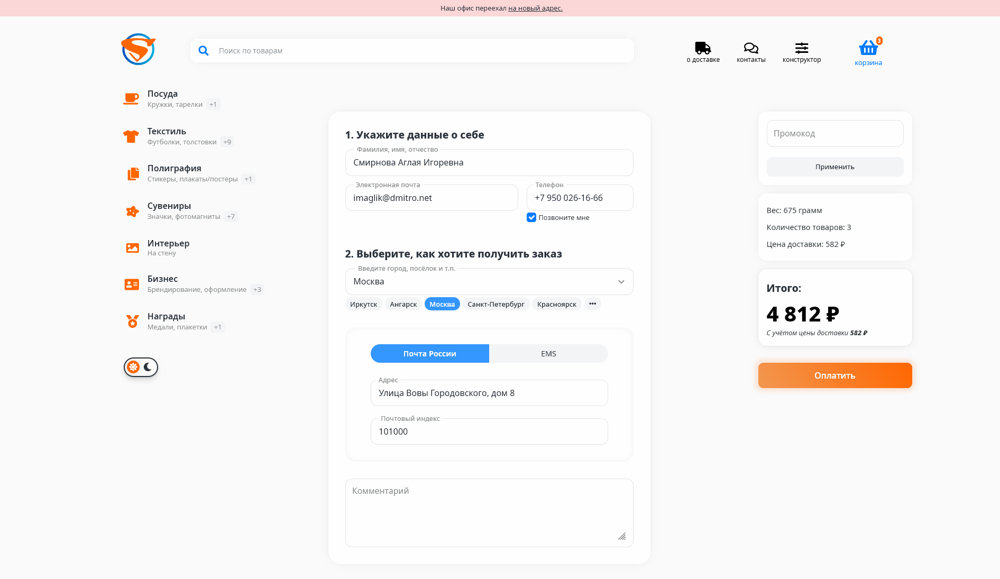 Наш офис переехал на новый адрес.
Поиск по товарам
о доставке
контакты
конструктор
3
корзина
Посуда
Кружки, тарелки +1
Текстиль
Футболки, толстовки +9
Полиграфия
Стикеры, плакаты/постеры +1
Сувениры
Значки, фотомагниты +7
Интерьер
На стену
Бизнес
Брендирование, оформление +3
Награды
Медали, плакетки +1
1. Укажите данные о себе
Фамилия, имя, отчество
Смирнова Аглая Игоревна
Электронная почта
imaglik@dmitro.net
Телефон
+7 950 026-16-66
Позвоните мне
2. Выберите, как хотите получить заказ
Введите город, посёлок и т.п.
Москва
Иркутск Ангарск Москва Санкт-Петербург Красноярск •••
Почта России EMS
Адрес
Улица Вовы Городовского, дом 8
Почтовый индекс
101000
Комментарий
Промокод
Применить
Вес: 675 грамм
Количество товаров: 3
Цена доставки: 582 ₽
Итого:
4 812 ₽
С учётом цены доставки 582 ₽
Оплатить